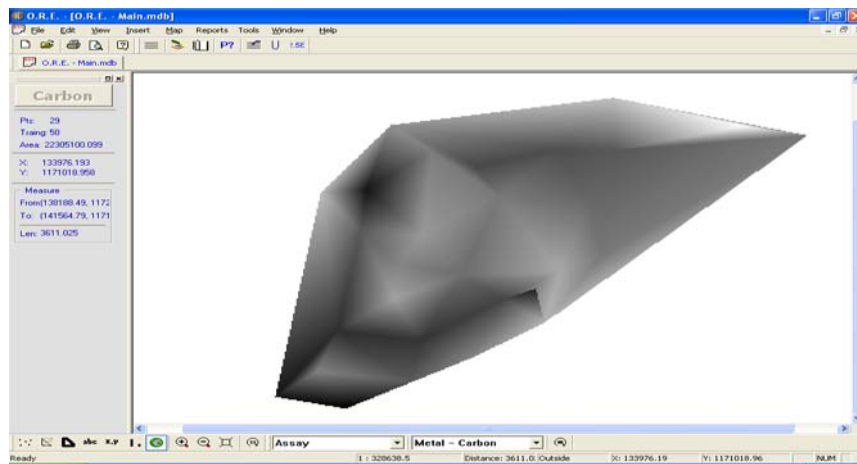 O.R.E. - [O.R.E. - Main.mdb]
File Edit View Insert Map Reports Tools Window Help
P? LSE
O.R.E. - Main.mdb
Carbon
Pts: 29
Traing: 50
Area: 22305100.099
X: 133976.193
Y: 1171018.958
Measure
From(138188.49, 1172
To: (141564.79, 1171
Len: 3611.025
abc x,y Assay Metal - Carbon
Ready 1 : 328638.5 Distance: 3611.0: Outside X: 133976.19 Y: 1171018.96 NUM